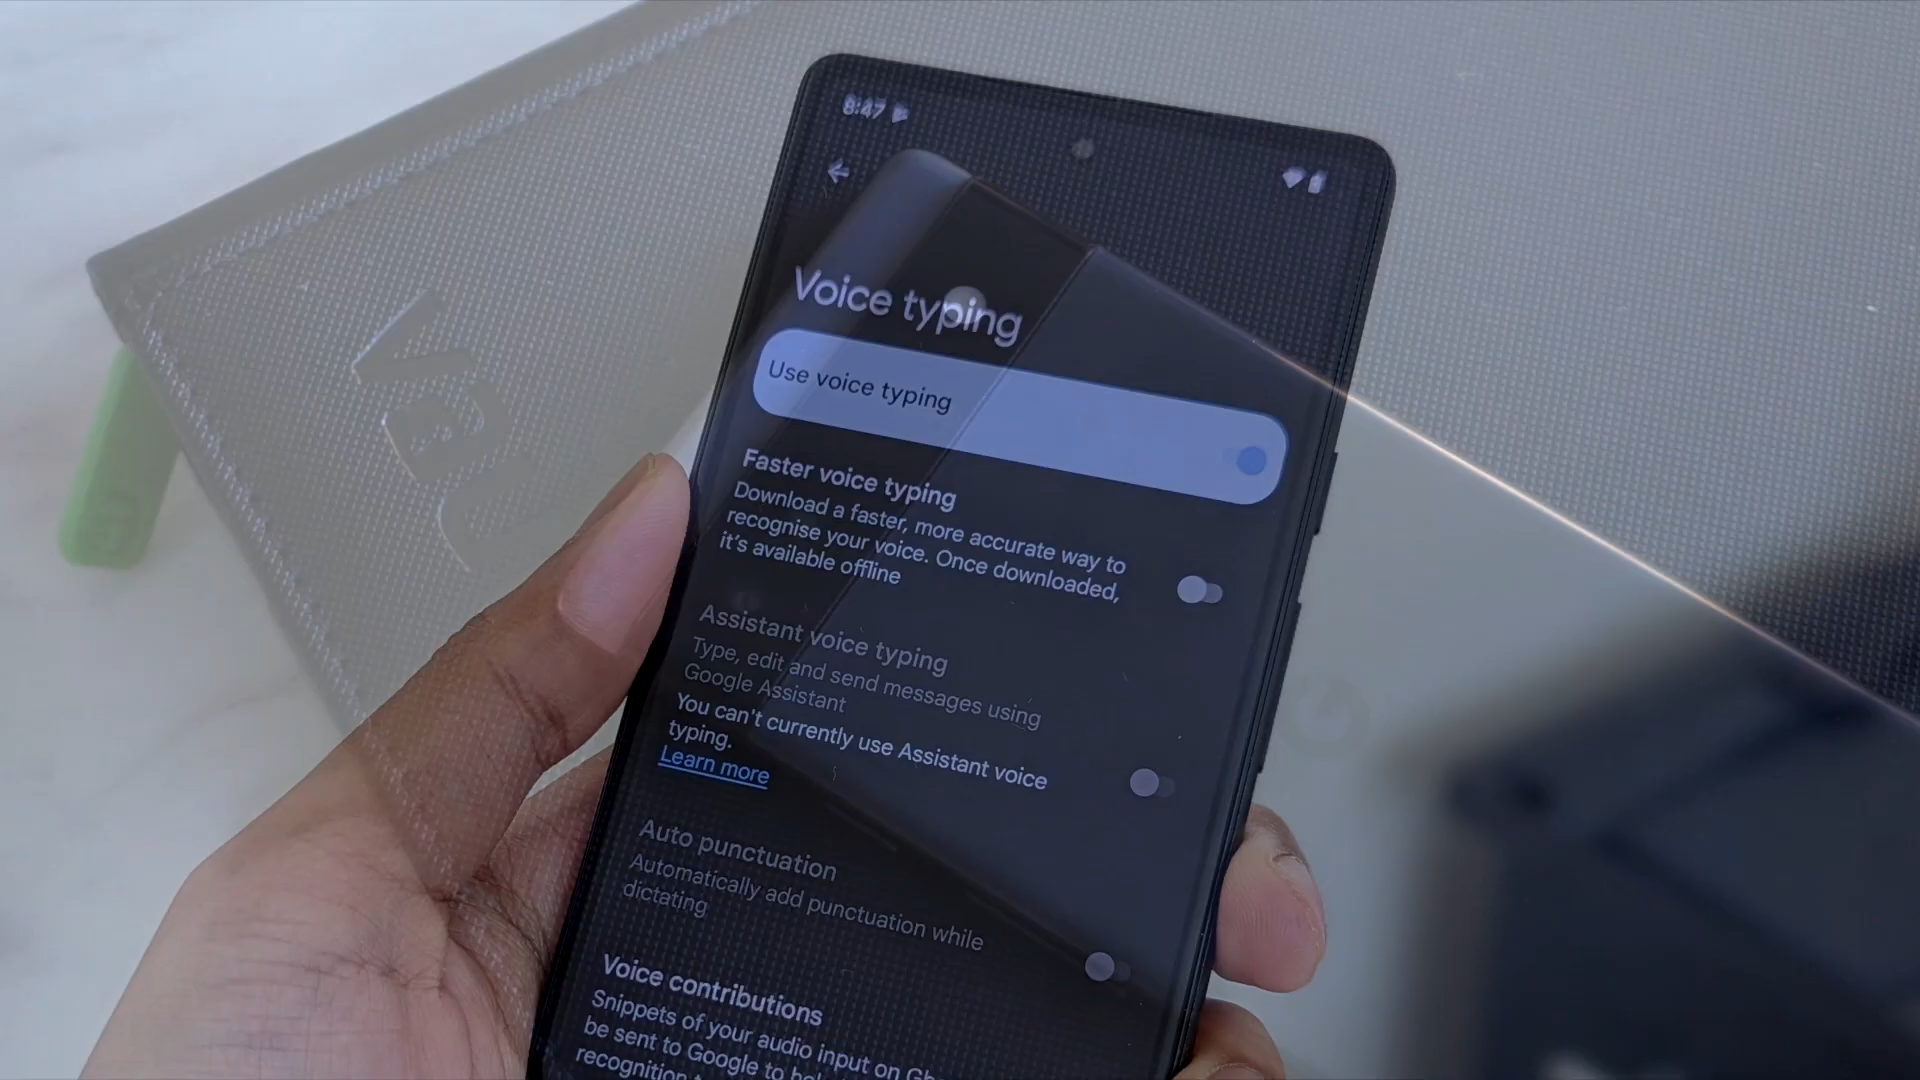 8:47
Voice typing
Use voice typing
Faster voice typing
Download a faster, more accurate way to
recognise your voice. Once downloaded,
it's available offline
Assistant voice typing
Type, edit and send messages using
Google Assistant
You can't currently use Assistant voice
typing.
Learn more
Auto punctuation
Automatically add punctuation while
dictating
Voice contributions
Snippets of your audio input on
be sent to Google to
recognition